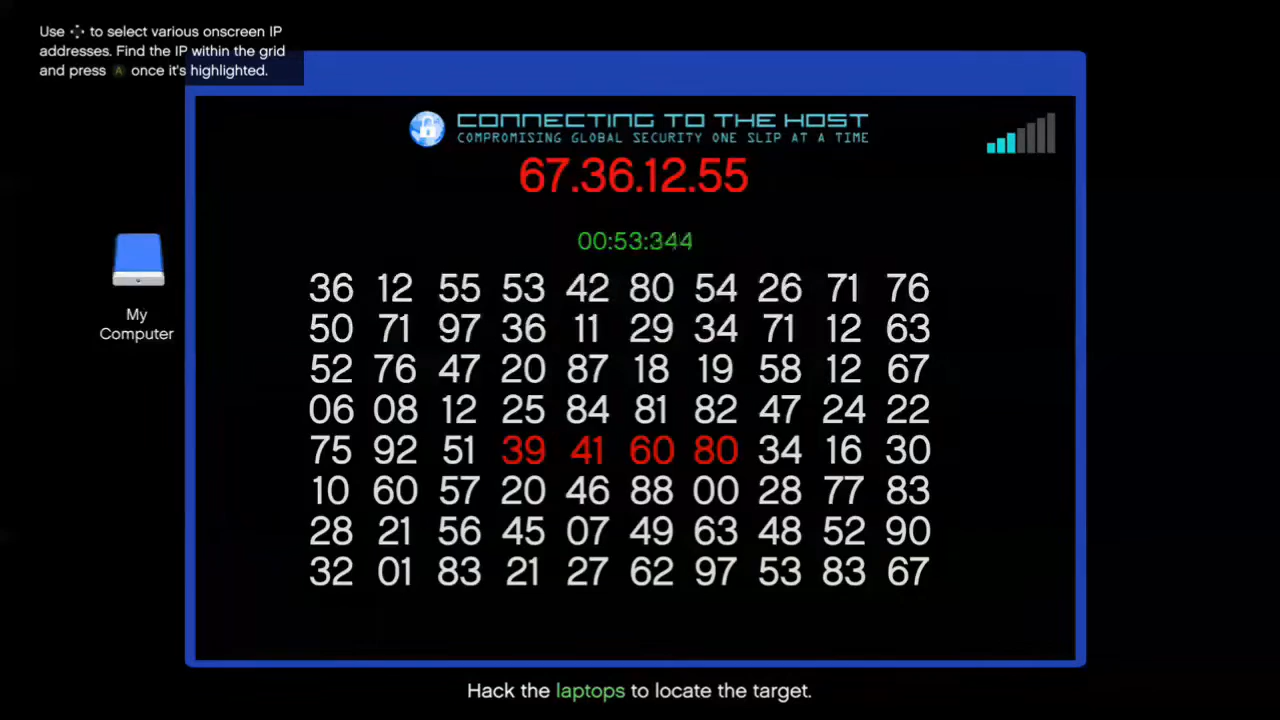 Use to select various onscreen IP
addresses. Find the IP within the grid
and press A once it's highlighted.
CONNECTING TO THE HOST
COMPROMISING GLOBAL SECURITY ONE SLIP AT A TIME
67.36.12.55
00:53:344
36 12 55 53 42 80 54 26 71 76
50 71 97 36 11 29 34 71 12 63
52 76 47 20 87 18 19 58 12 67
06 08 12 25 84 81 82 47 24 22
75 92 51 39 41 60 80 34 16 30
10 60 57 20 46 88 00 28 77 83
28 21 56 45 07 49 63 48 52 90
32 01 83 21 27 62 97 53 83 67
My
Computer
Hack the laptops to locate the target.